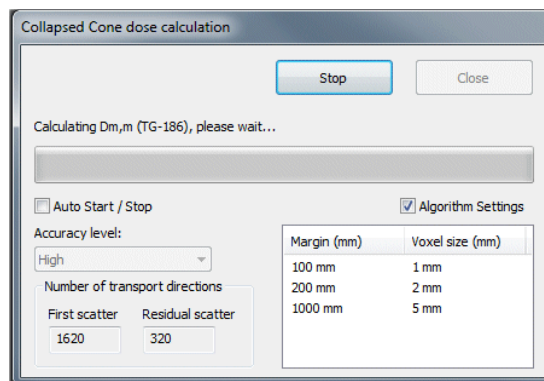 Collapsed Cone dose calculation
Stop
Close
Calculating Dm,m (TG-186), please wait...
Auto Start / Stop
Algorithm Settings
Accuracy level:
High
Number of transport directions
First scatter Residual scatter
1620 320
Margin (mm) Voxel size (mm)
100 mm 1 mm
200 mm 2 mm
1000 mm 5 mm